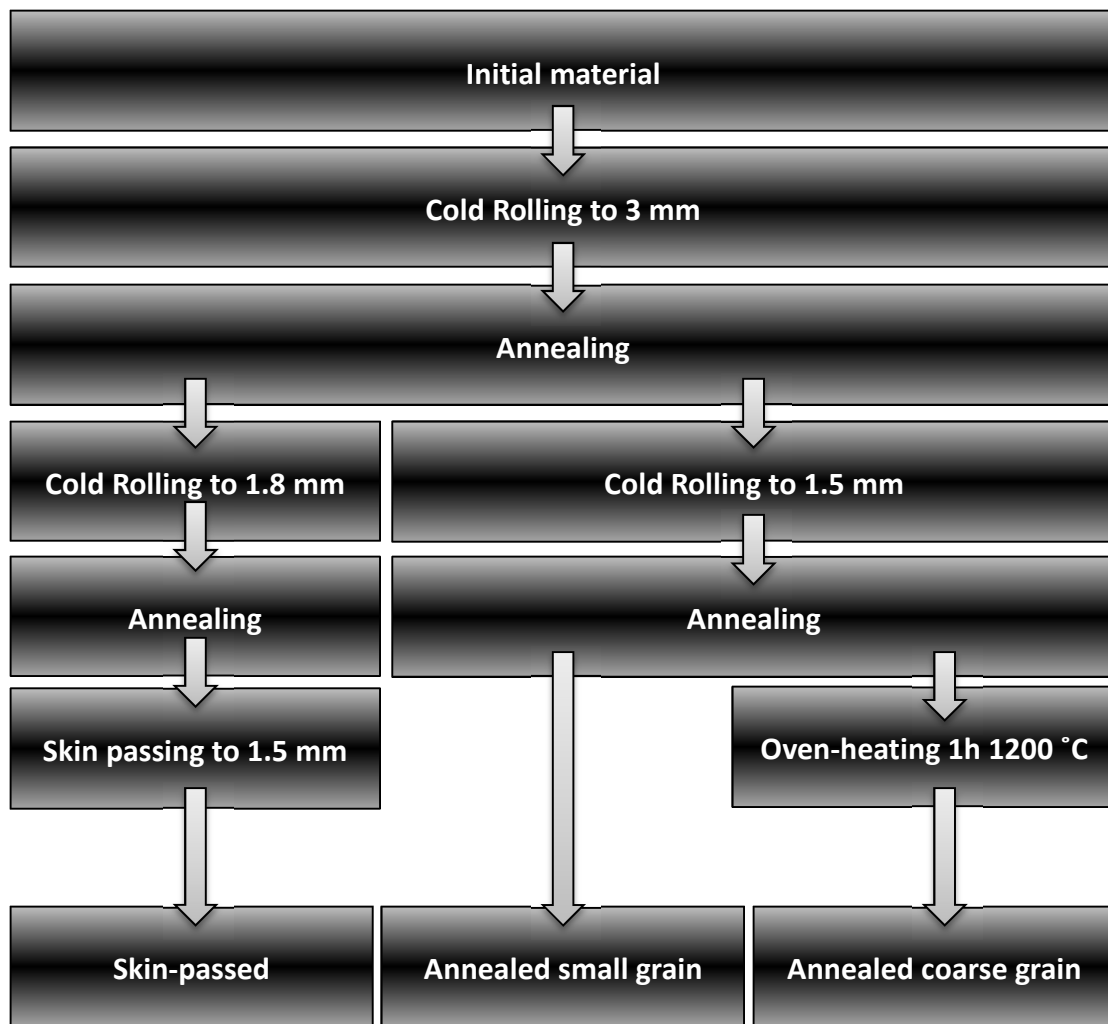 Initial material
Cold Rolling to 3 mm
Annealing
Cold Rolling to 1.8 mm
Cold Rolling to 1.5 mm
Annealing
Annealing
Skin passing to 1.5 mm
Oven-heating 1h 1200 ˚C
Skin-passed
Annealed small grain
Annealed coarse grain